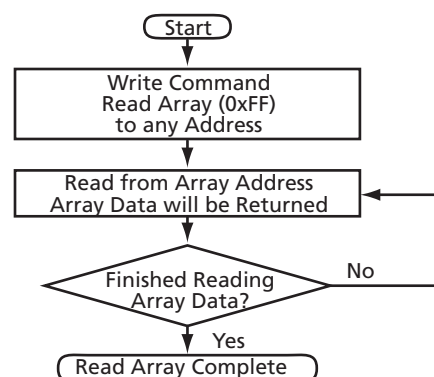 Start
Write Command
Read Array (0xFF)
to any Address
Read from Array Address
Array Data will be Returned
Finished Reading
Array Data?
No
Yes
Read Array Complete